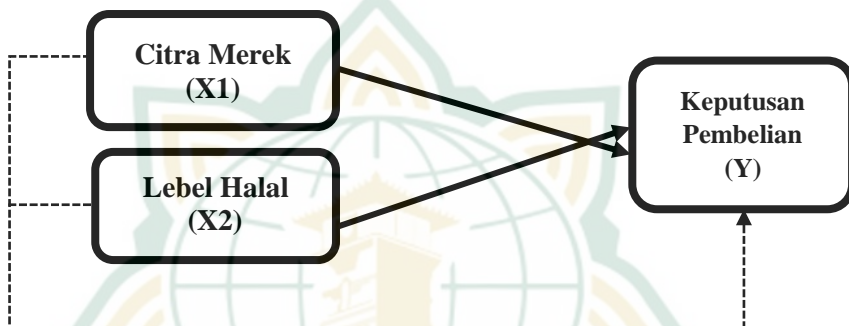 Citra Merek
(X1)
Lebel Halal
(X2)
Keputusan
Pembelian
(Y)